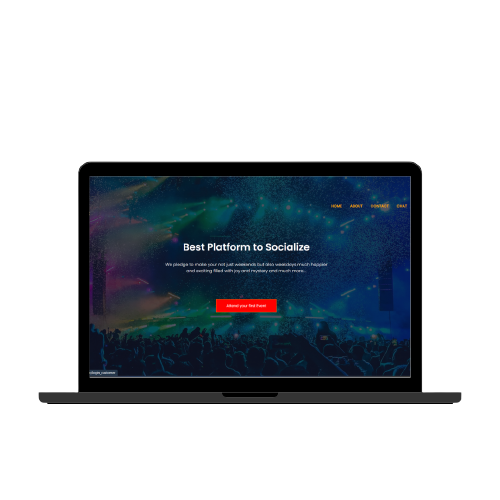 HOME ABOUT CONTACT CHAT
Best Platform to Socialize
We pledge to make your not just weekends but also weekdays,much happier
and exciting filled with joy and mystery and much more...
Attend your first Event